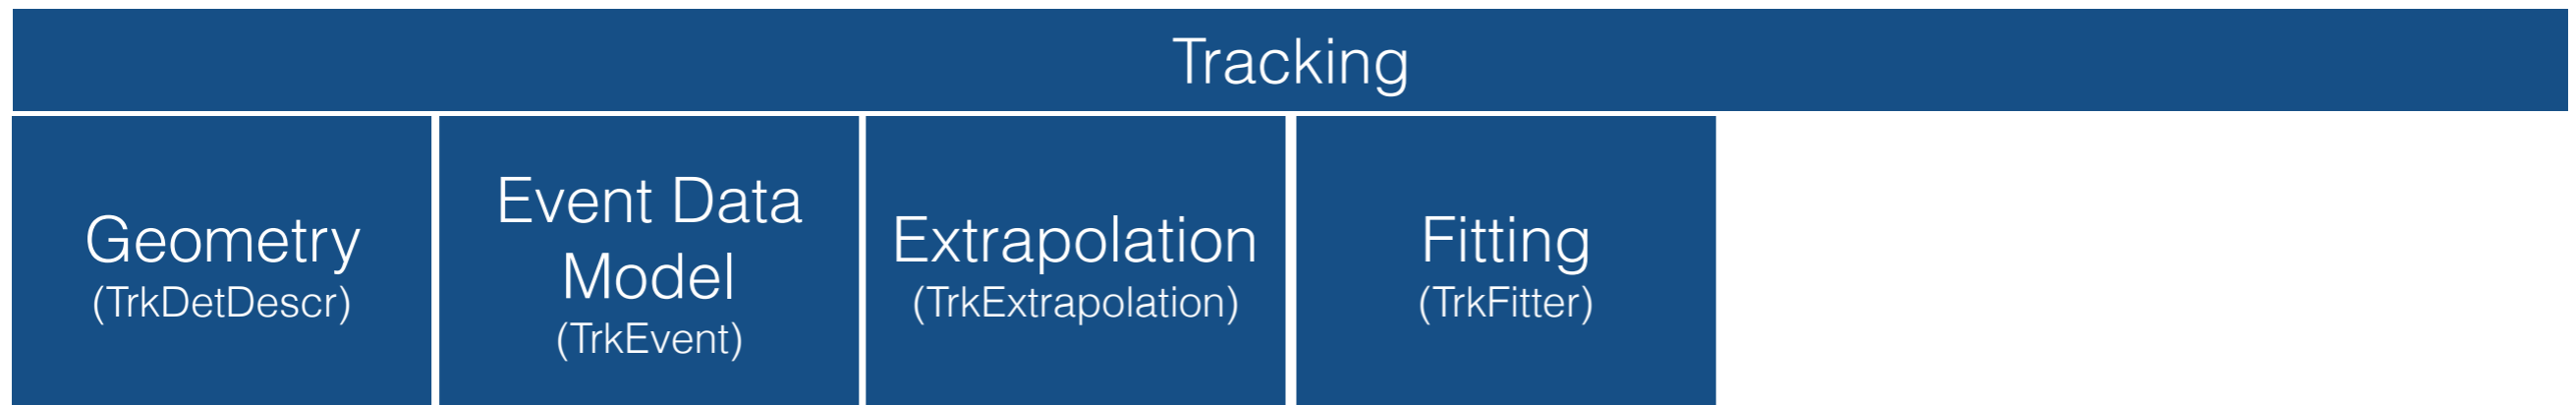 Tracking
Geometry
(TrkDetDescr)
Event Data
Model
(TrkEvent)
Extrapolation
(TrkExtrapolation)
Fitting
(TrkFitter)